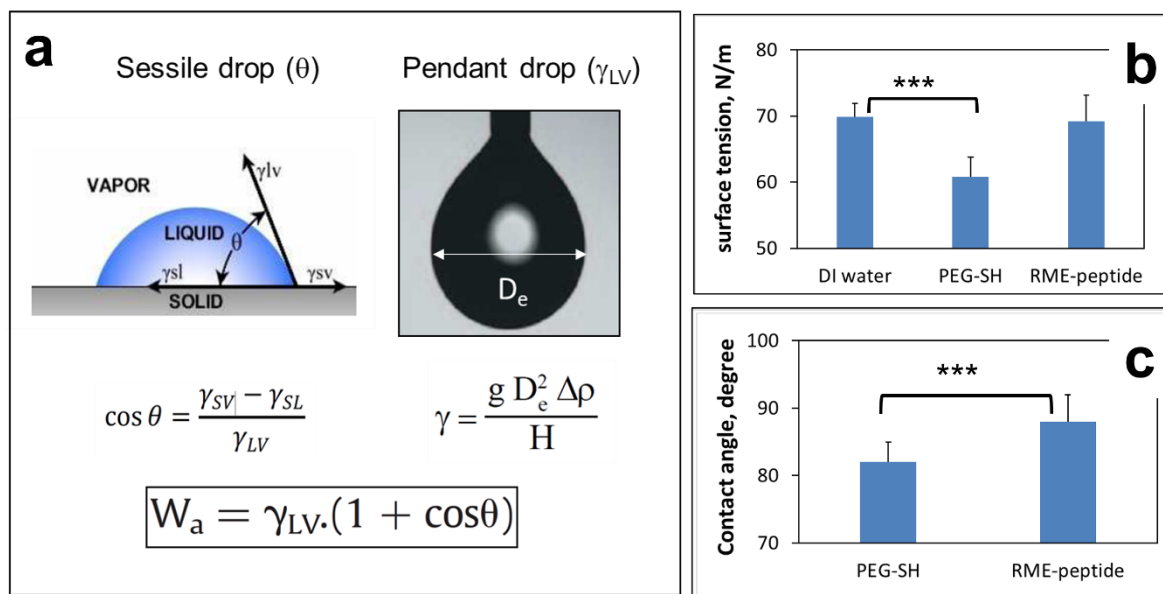 a
Sessile drop (θ)
Pendant drop (γLV)
VAPOR
γlv
LIQUID
θ
γsl
γsv
SOLID
De
cos θ = (γSV − γSL) / γLV
γ = (g De² Δρ) / H
Wa = γLV.(1 + cosθ)
b
80
70
60
50
surface tension, N/m
***
DI water PEG-SH RME-peptide
c
100
90
80
70
Contact angle, degree
***
PEG-SH RME-peptide